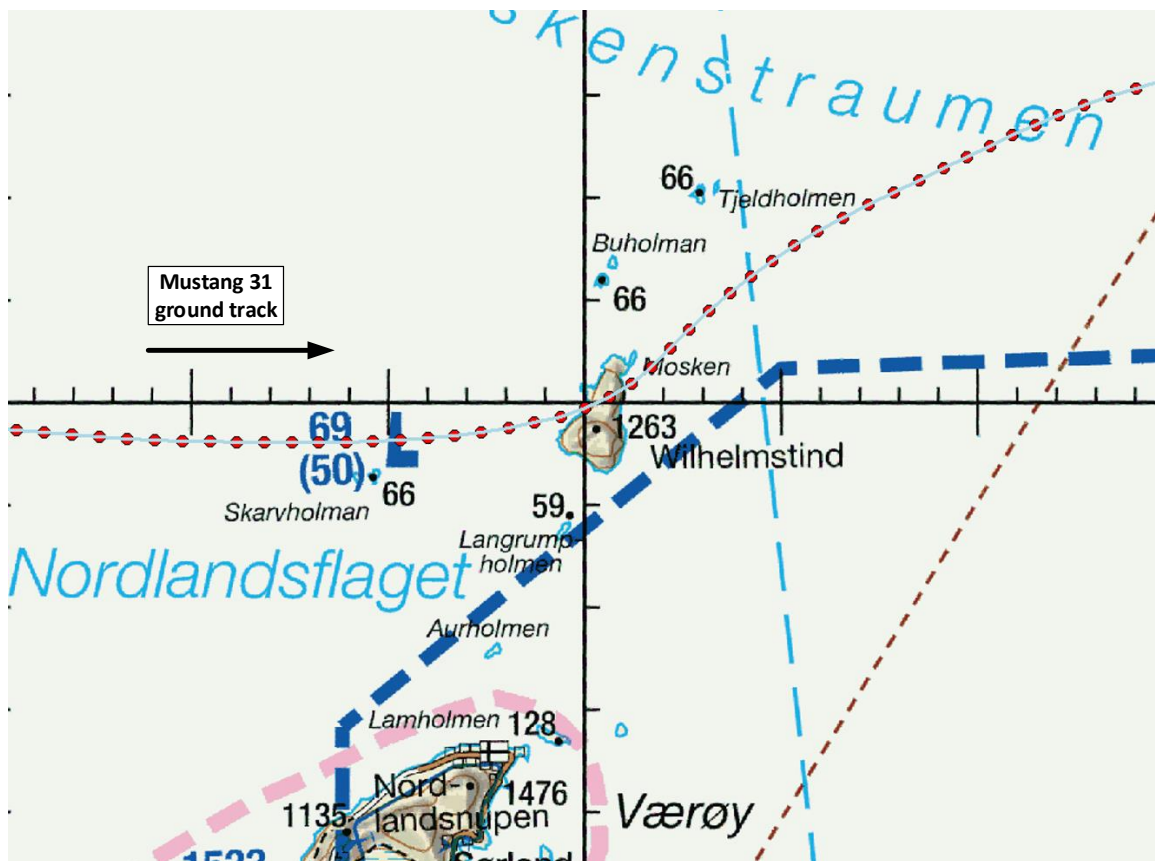 skenstraumen
66
Tjeldholmen
Buholman
66
Mustang 31
ground track
Mosken
69
L
1263
Wilhelmstind
(50)
66
Skarvholman
59
Langrump-
holmen
Nordlandsflaget
Aurholmen
Lamholmen
128
Nord-
landsnupen
1476
1135
Værøy